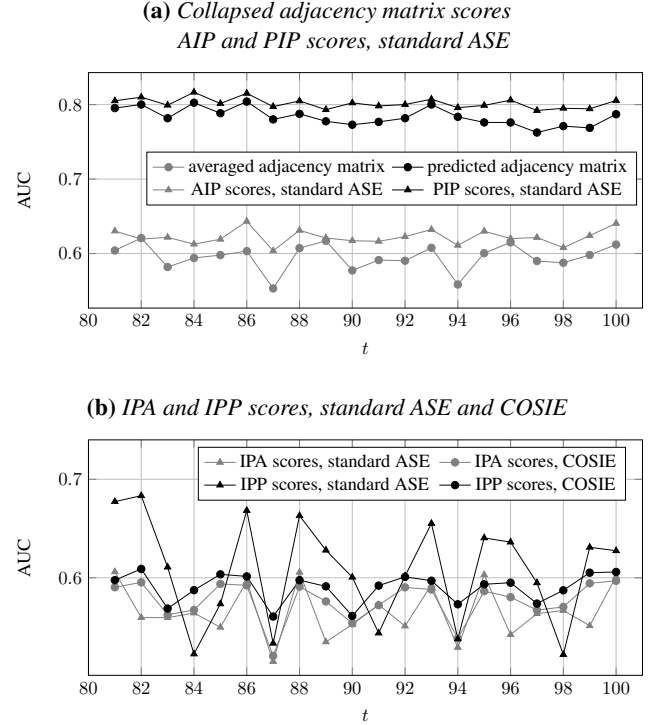 (a) Collapsed adjacency matrix scores
AIP and PIP scores, standard ASE
0.8
0.7
0.6
AUC
averaged adjacency matrix predicted adjacency matrix
AIP scores, standard ASE PIP scores, standard ASE
80 82 84 86 88 90 92 94 96 98 100
t
(b) IPA and IPP scores, standard ASE and COSIE
0.7
0.6
AUC
IPA scores, standard ASE IPA scores, COSIE
IPP scores, standard ASE IPP scores, COSIE
80 82 84 86 88 90 92 94 96 98 100
t